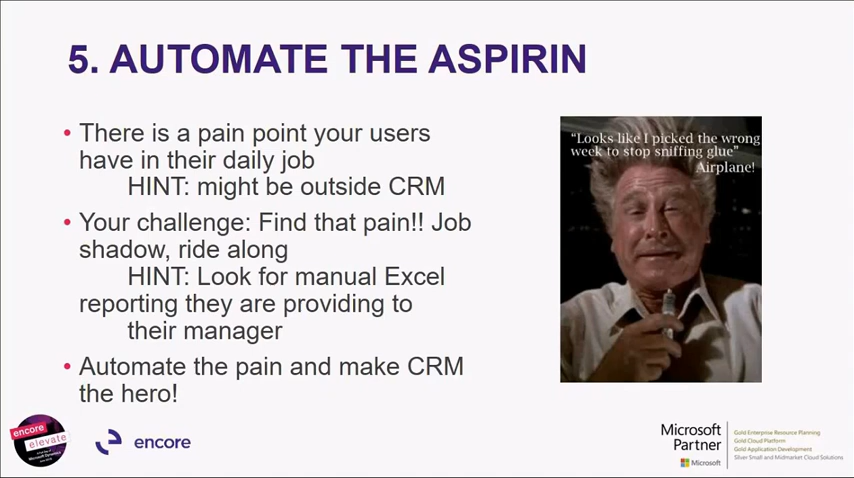 5. AUTOMATE THE ASPIRIN
• There is a pain point your users
have in their daily job
HINT: might be outside CRM
• Your challenge: Find that pain!! Job
shadow, ride along
HINT: Look for manual Excel
reporting they are providing to
their manager
• Automate the pain and make CRM
the hero!
“Looks like I picked the wrong
week to stop sniffing glue”
Airplane!
encore
elevate
Microsoft Dynamics
encore
Microsoft
Partner
Microsoft
Gold Enterprise Resource Planning
Gold Cloud Platform
Gold Application Development
Silver Small and Midmarket Cloud Solutions